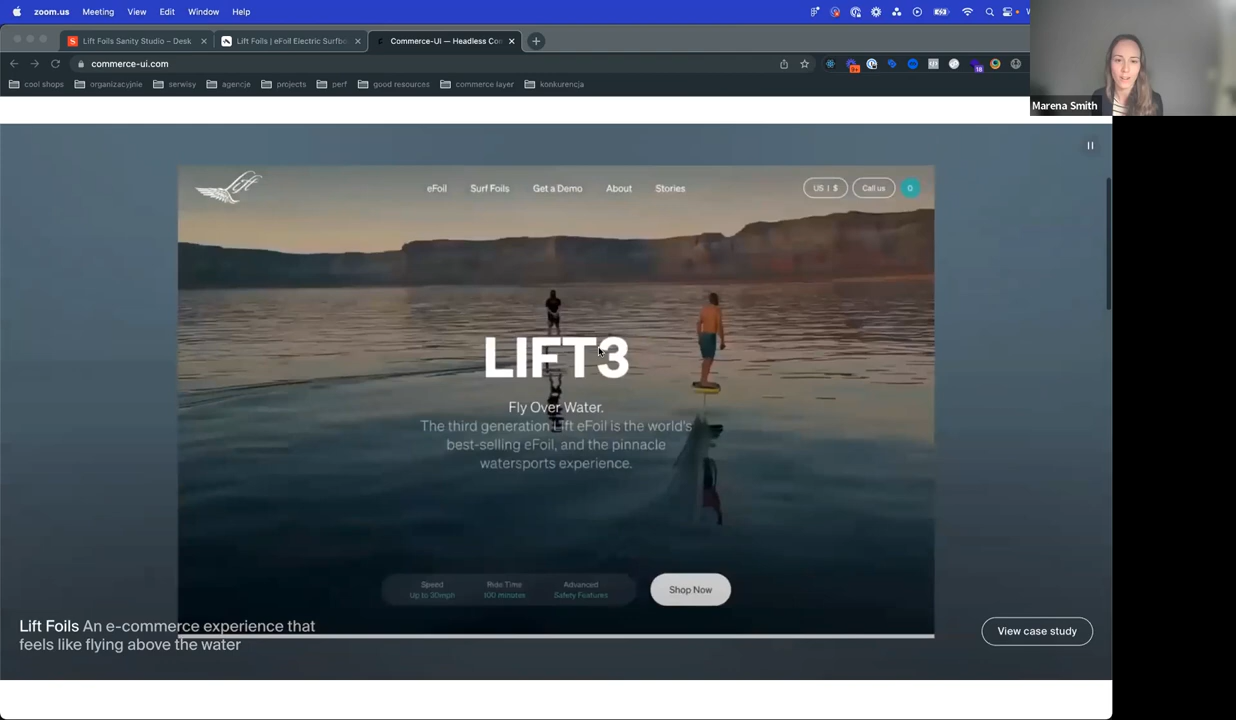 zoom.us Meeting View Edit Window Help
Lift Foils Sanity Studio – Desk
Lift Foils | eFoil Electric Surfbo
Commerce-UI — Headless Con
commerce-ui.com
cool shops organizacyjnie serwisy agencje projects perf good resources commerce layer konkurencja
Marena Smith
lift
eFoil Surf Foils Get a Demo About Stories
US | $ Call us 0
LIFT3
Fly Over Water.
The third generation Lift eFoil is the world's
best-selling eFoil, and the pinnacle
watersports experience.
Speed Ride Time Advanced
Up to 30mph 100 minutes Safety Features
Shop Now
Lift Foils An e-commerce experience that
feels like flying above the water
View case study